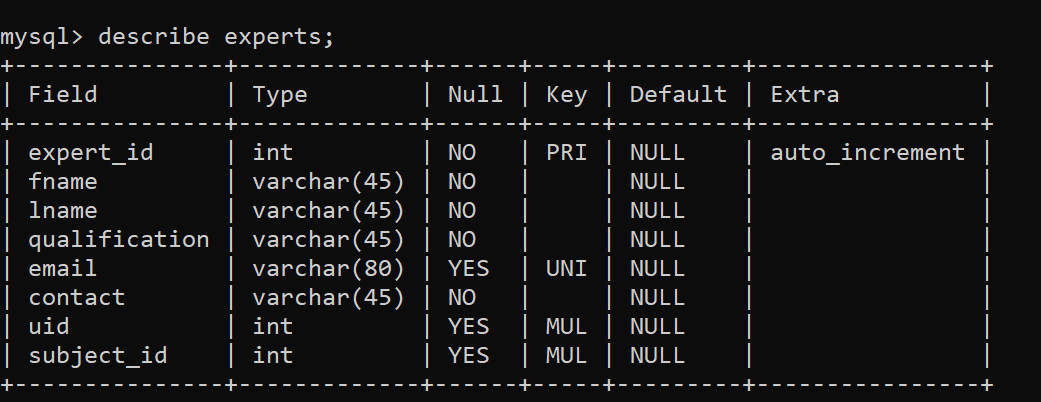 mysql> describe experts;
+---------------+-------------+------+-----+---------+----------------+
| Field         | Type        | Null | Key | Default | Extra          |
+---------------+-------------+------+-----+---------+----------------+
| expert_id     | int         | NO   | PRI | NULL    | auto_increment |
| fname         | varchar(45) | NO   |     | NULL    |                |
| lname         | varchar(45) | NO   |     | NULL    |                |
| qualification | varchar(45) | NO   |     | NULL    |                |
| email         | varchar(80) | YES  | UNI | NULL    |                |
| contact       | varchar(45) | NO   |     | NULL    |                |
| uid           | int         | YES  | MUL | NULL    |                |
| subject_id    | int         | YES  | MUL | NULL    |                |
+---------------+-------------+------+-----+---------+----------------+